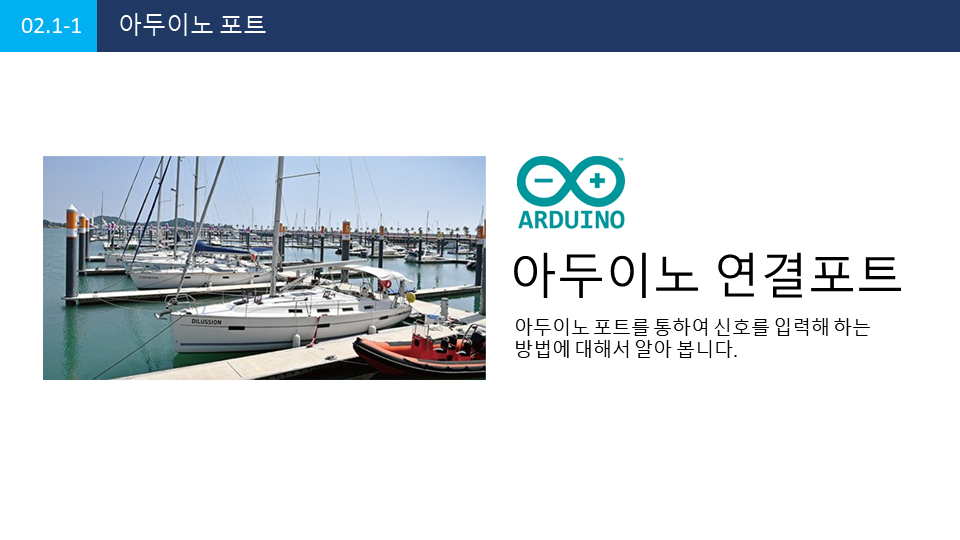 02.1-1 아두이노 포트
ARDUINO
TM
아두이노 연결포트
아두이노 포트를 통하여 신호를 입력해 하는
방법에 대해서 알아 봅니다.
DILUSSION